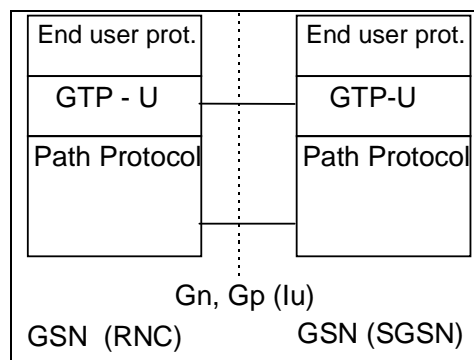 End user prot.
End user prot.
GTP - U
GTP-U
Path Protocol
Path Protocol
Gn, Gp (Iu)
GSN (RNC)
GSN (SGSN)